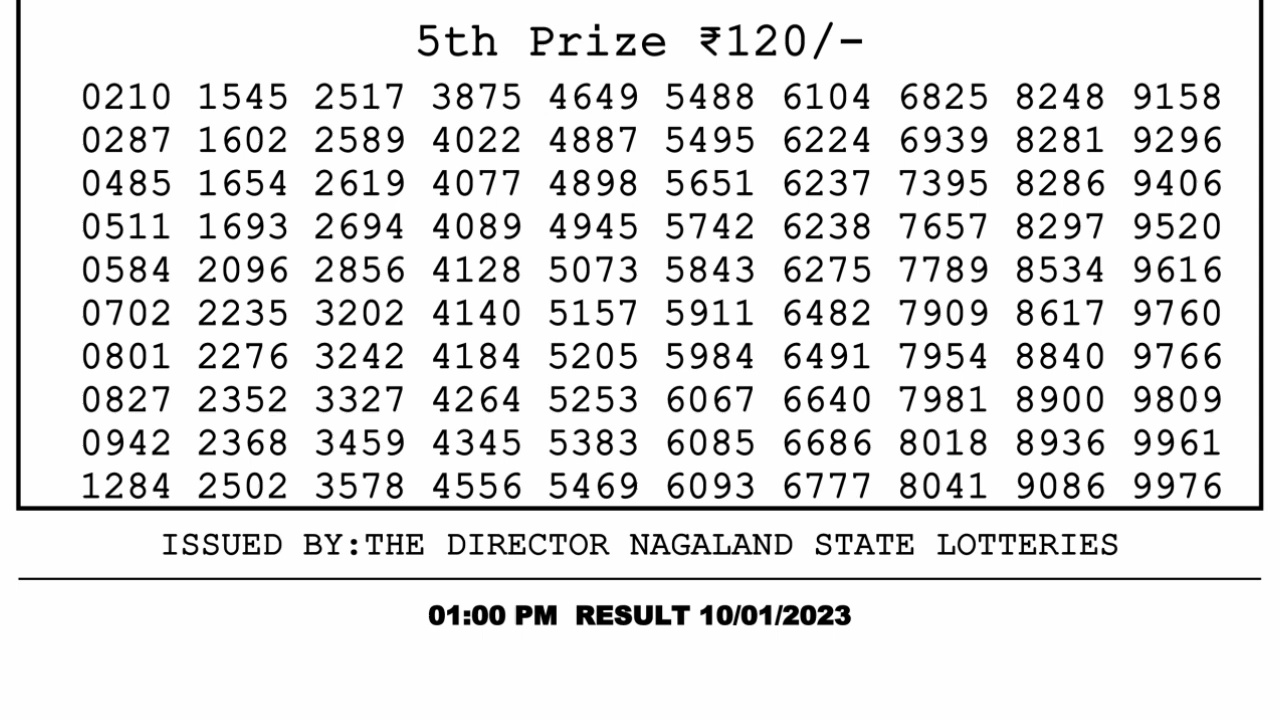 5th Prize ₹120/-
0210 1545 2517 3875 4649 5488 6104 6825 8248 9158
0287 1602 2589 4022 4887 5495 6224 6939 8281 9296
0485 1654 2619 4077 4898 5651 6237 7395 8286 9406
0511 1693 2694 4089 4945 5742 6238 7657 8297 9520
0584 2096 2856 4128 5073 5843 6275 7789 8534 9616
0702 2235 3202 4140 5157 5911 6482 7909 8617 9760
0801 2276 3242 4184 5205 5984 6491 7954 8840 9766
0827 2352 3327 4264 5253 6067 6640 7981 8900 9809
0942 2368 3459 4345 5383 6085 6686 8018 8936 9961
1284 2502 3578 4556 5469 6093 6777 8041 9086 9976
ISSUED BY:THE DIRECTOR NAGALAND STATE LOTTERIES
01:00 PM RESULT 10/01/2023